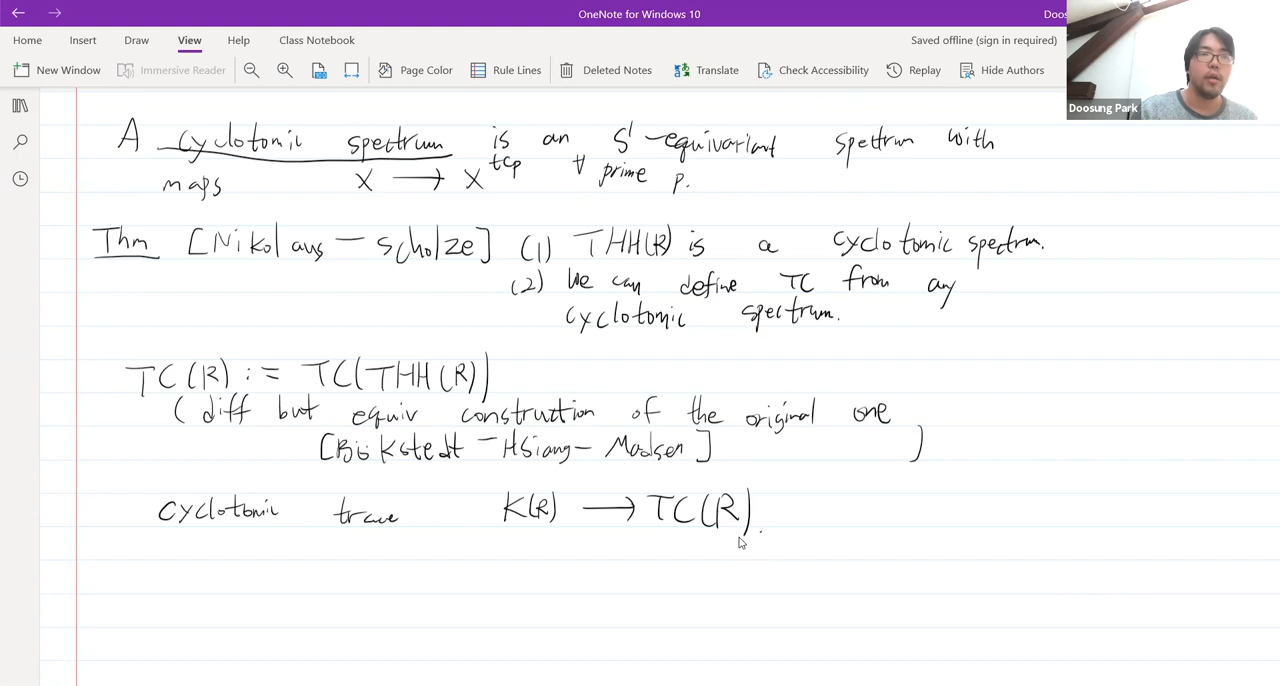 OneNote for Windows 10
Doos
Home Insert Draw View Help Class Notebook
Saved offline (sign in required)
New Window Immersive Reader Page Color Rule Lines Deleted Notes Translate Check Accessibility Replay Hide Authors
Doosung Park
A cyclotomic spectrum is an S¹-equivariant spectrum with
maps X → X^{tCp} ∀ prime p.
Thm [Nikolaus-Scholze] (1) THH(R) is a cyclotomic spectrum.
(2) We can define TC from any
cyclotomic spectrum.
TC(R) := TC(THH(R))
(diff but equiv construction of the original one
[Bökstedt-Hsiang-Madsen] )
cyclotomic trace K(R) → TC(R).